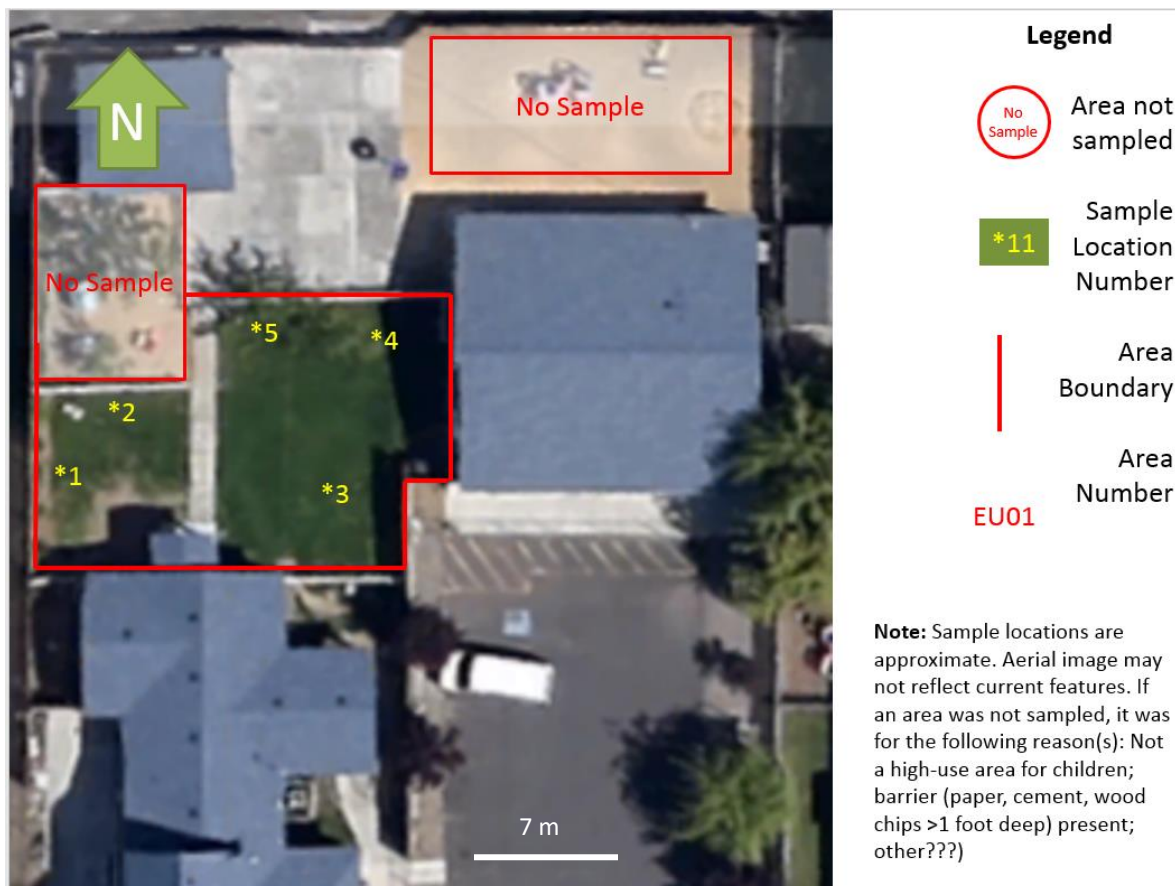 N
No Sample
No Sample
*5
*4
*2
*1
*3
7 m
Legend
No
Sample
Area not
sampled
*11
Sample
Location
Number
Area
Boundary
Area
Number
EU01
Note: Sample locations are
approximate. Aerial image may
not reflect current features. If
an area was not sampled, it was
for the following reason(s): Not
a high-use area for children;
barrier (paper, cement, wood
chips >1 foot deep) present;
other???)